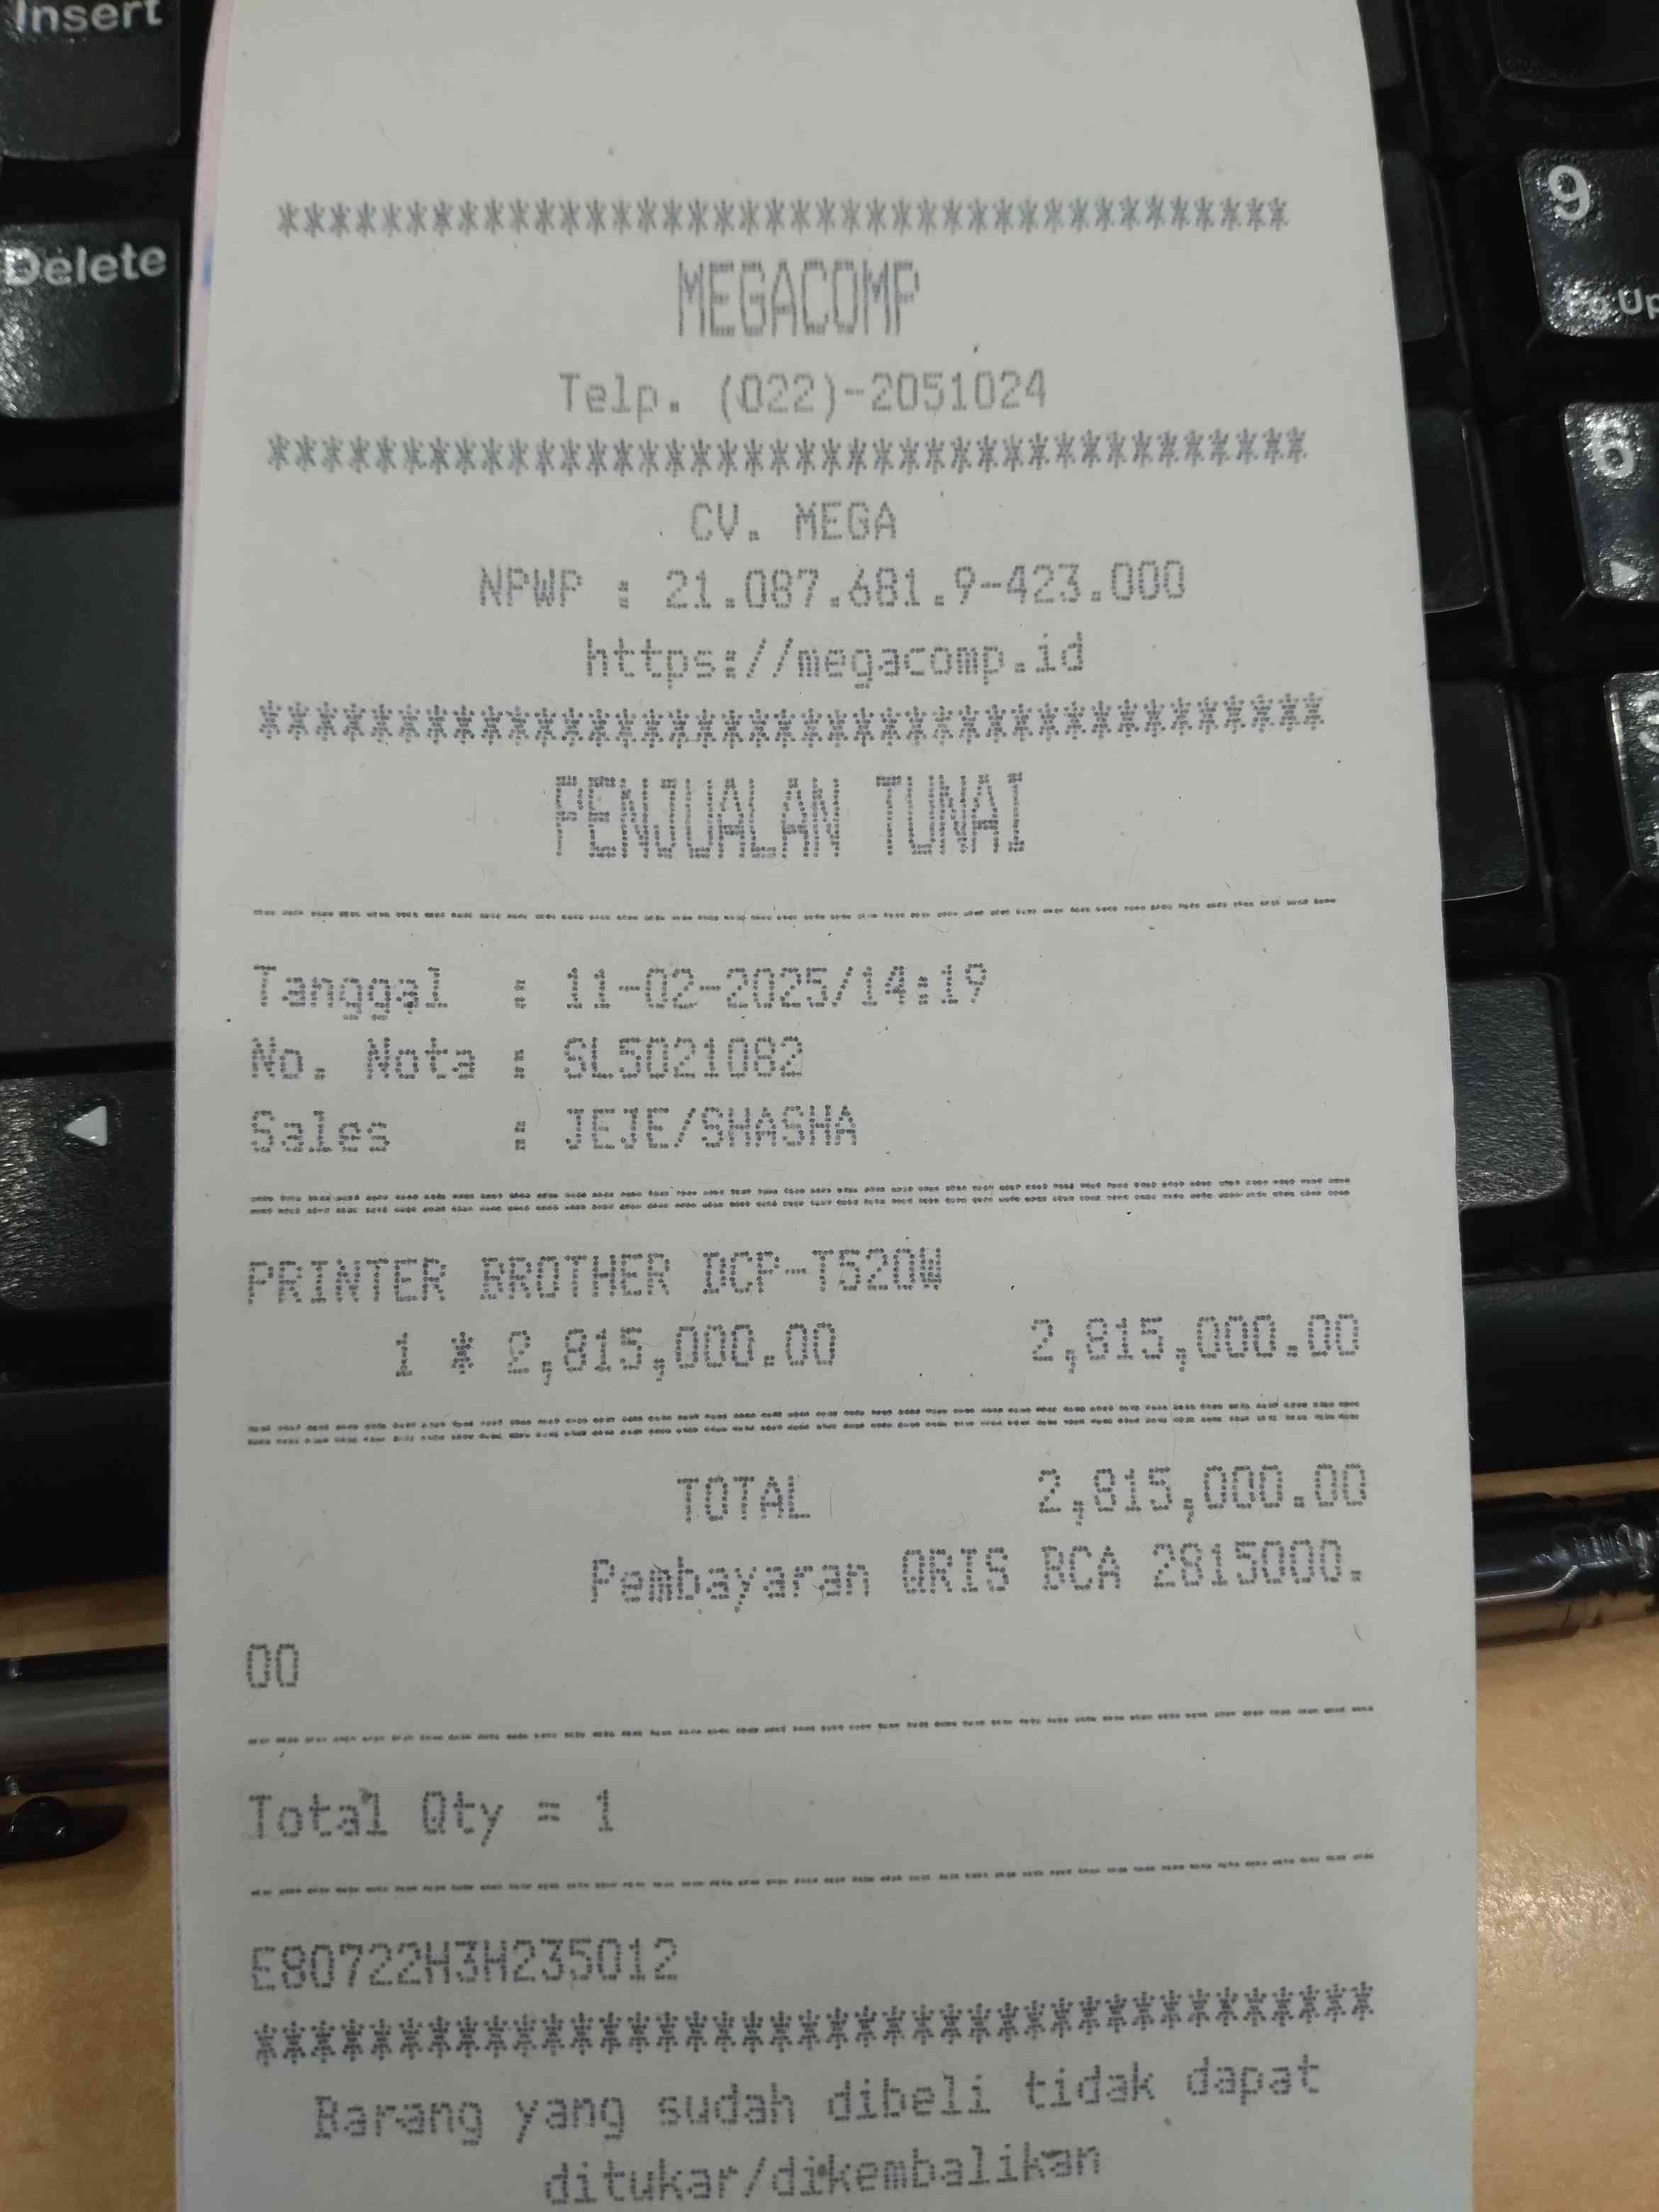 Insert
Delete
9
Pg Up
6
****************************************
MEGACOMP
Telp. (022)-2051024
****************************************
CV. MEGA
NPWP : 21.087.681.9-423.000
https://megacomp.id
****************************************
PENJUALAN TUNAI
----------------------------------------
Tanggal : 11-02-2025/14:19
No. Nota : SL5021082
Sales : JEJE/SHASHA
========================================
PRINTER BROTHER DCP-T520W
1 * 2,815,000.00 2,815,000.00
========================================
TOTAL 2,815,000.00
Pembayaran QRIS BCA 2815000.
00
----------------------------------------
Total Qty = 1
----------------------------------------
E80722H3H235012
****************************************
Barang yang sudah dibeli tidak dapat
ditukar/dikembalikan